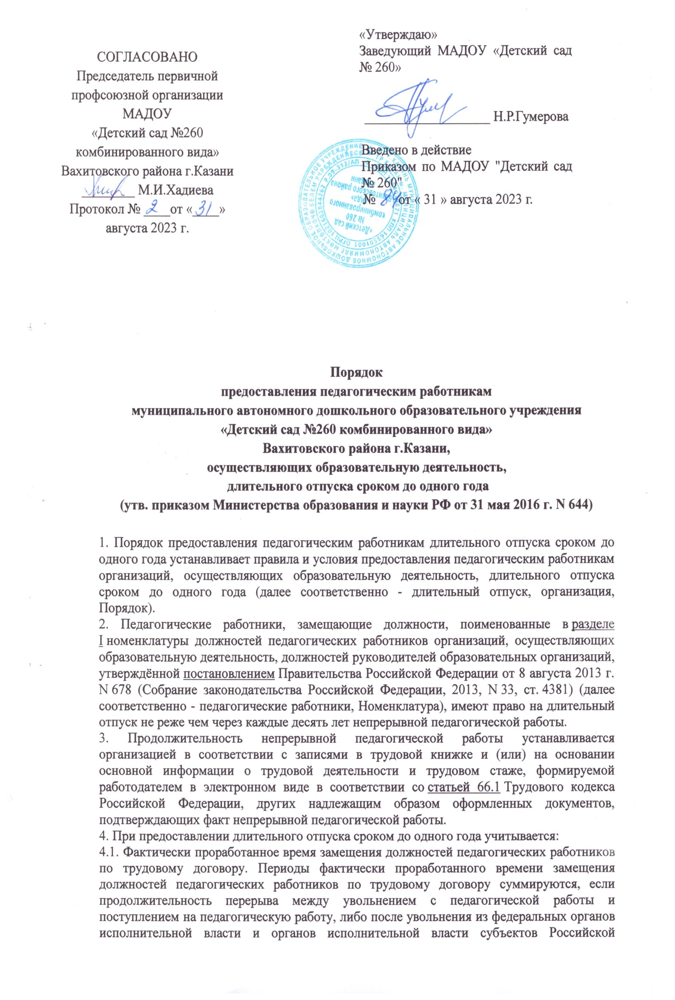 СОГЛАСОВАНО
Председатель первичной
профсоюзной организации
МАДОУ
«Детский сад №260
комбинированного вида»
Вахитовского района г.Казани
________ М.И.Хадиева
Протокол № 2 от « 31 »
августа 2023 г.
«Утверждаю»
Заведующий МАДОУ «Детский сад
№ 260»
___________________ Н.Р.Гумерова
Введено в действие
Приказом по МАДОУ "Детский сад
№ 260"
№ 84 от « 31 » августа 2023 г.
«Детский сад
№ 260
комбинированного
вида»
Вахитовского района
Порядок
предоставления педагогическим работникам
муниципального автономного дошкольного образовательного учреждения
«Детский сад №260 комбинированного вида»
Вахитовского района г.Казани,
осуществляющих образовательную деятельность,
длительного отпуска сроком до одного года
(утв. приказом Министерства образования и науки РФ от 31 мая 2016 г. N 644)
1. Порядок предоставления педагогическим работникам длительного отпуска сроком до
одного года устанавливает правила и условия предоставления педагогическим работникам
организаций, осуществляющих образовательную деятельность, длительного отпуска
сроком до одного года (далее соответственно - длительный отпуск, организация,
Порядок).
2. Педагогические работники, замещающие должности, поименованные в разделе
I номенклатуры должностей педагогических работников организаций, осуществляющих
образовательную деятельность, должностей руководителей образовательных организаций,
утверждённой постановлением Правительства Российской Федерации от 8 августа 2013 г.
N 678 (Собрание законодательства Российской Федерации, 2013, N 33, ст. 4381) (далее
соответственно - педагогические работники, Номенклатура), имеют право на длительный
отпуск не реже чем через каждые десять лет непрерывной педагогической работы.
3. Продолжительность непрерывной педагогической работы устанавливается
организацией в соответствии с записями в трудовой книжке и (или) на основании
основной информации о трудовой деятельности и трудовом стаже, формируемой
работодателем в электронном виде в соответствии со статьей 66.1 Трудового кодекса
Российской Федерации, других надлежащим образом оформленных документов,
подтверждающих факт непрерывной педагогической работы.
4. При предоставлении длительного отпуска сроком до одного года учитывается:
4.1. Фактически проработанное время замещения должностей педагогических работников
по трудовому договору. Периоды фактически проработанного времени замещения
должностей педагогических работников по трудовому договору суммируются, если
продолжительность перерыва между увольнением с педагогической работы и
поступлением на педагогическую работу, либо после увольнения из федеральных органов
исполнительной власти и органов исполнительной власти субъектов Российской